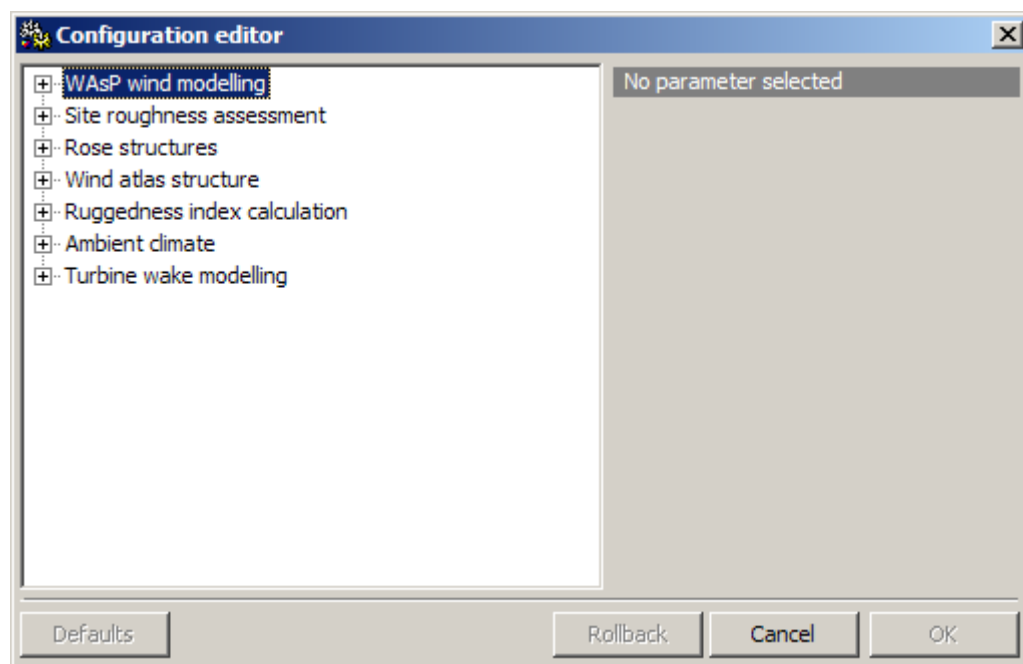 Configuration editor
WAsP wind modelling
Site roughness assessment
Rose structures
Wind atlas structure
Ruggedness index calculation
Ambient climate
Turbine wake modelling
No parameter selected
Defaults
Rollback
Cancel
OK